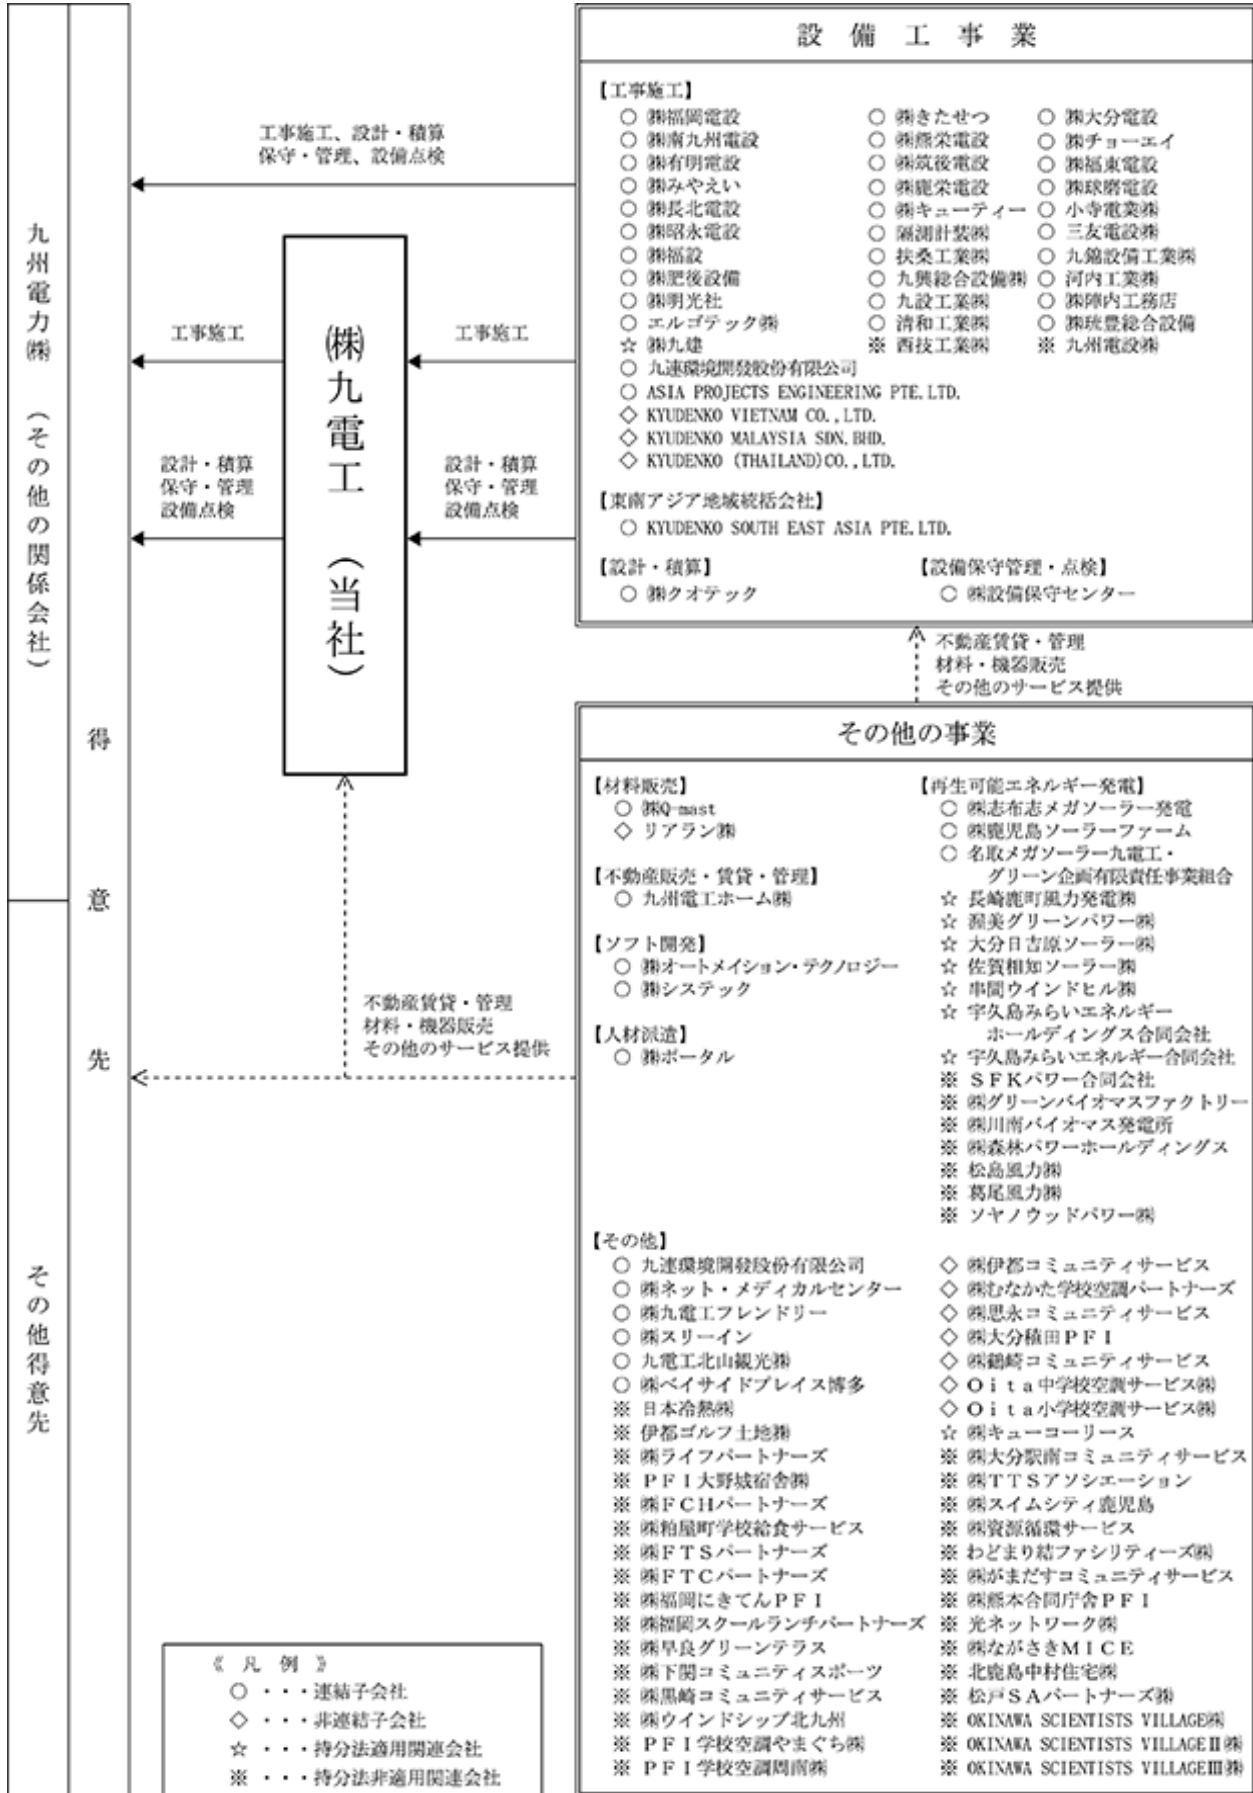 設備工事業
【工事施工】
○ ㈱福岡電設 ○ ㈱きたせつ ○ ㈱大分電設
○ ㈱南九州電設 ○ ㈱熊栄電設 ○ ㈱チョーエイ
○ ㈱有明電設 ○ ㈱筑後電設 ○ ㈱福東電設
○ ㈱みやえい ○ ㈱鹿栄電設 ○ ㈱球磨電設
○ ㈱長北電設 ○ ㈱キューティー ○ 小寺電業㈱
○ ㈱昭永電設 ○ 隔測計装㈱ ○ 三友電設㈱
○ ㈱福設 ○ 扶桑工業㈱ ○ 九錦設備工業㈱
○ ㈱肥後設備 ○ 九興総合設備㈱ ○ 河内工業㈱
○ ㈱明光社 ○ 九設工業㈱ ○ ㈱陣内工務店
○ エルゴテック㈱ ○ 清和工業㈱ ○ ㈱琉豊総合設備
☆ ㈱九建 ※ 西技工業㈱ ※ 九州電設㈱
○ 九連環境開發股份有限公司
○ ASIA PROJECTS ENGINEERING PTE.LTD.
◇ KYUDENKO VIETNAM CO.,LTD.
◇ KYUDENKO MALAYSIA SDN.BHD.
◇ KYUDENKO (THAILAND)CO.,LTD.
【東南アジア地域統括会社】
○ KYUDENKO SOUTH EAST ASIA PTE.LTD.
【設計・積算】 【設備保守管理・点検】
○ ㈱クオテック ○ ㈱設備保守センター
工事施工、設計・積算
保守・管理、設備点検
工事施工
工事施工
設計・積算
保守・管理
設備点検
設計・積算
保守・管理
設備点検
㈱九電工（当社）
九州電力㈱（その他の関係会社）
得意先
その他得意先
不動産賃貸・管理
材料・機器販売
その他のサービス提供
不動産賃貸・管理
材料・機器販売
その他のサービス提供
その他の事業
【材料販売】
○ ㈱Q-mast
◇ リアラン㈱
【不動産販売・賃貸・管理】
○ 九州電工ホーム㈱
【ソフト開発】
○ ㈱オートメイション・テクノロジー
○ ㈱システック
【人材派遣】
○ ㈱ポータル
【再生可能エネルギー発電】
○ ㈱志布志メガソーラー発電
○ ㈱鹿児島ソーラーファーム
○ 名取メガソーラー九電工・
グリーン企画有限責任事業組合
☆ 長崎鹿町風力発電㈱
☆ 渥美グリーンパワー㈱
☆ 大分日吉原ソーラー㈱
☆ 佐賀相知ソーラー㈱
☆ 串間ウインドヒル㈱
☆ 宇久島みらいエネルギー
ホールディングス合同会社
☆ 宇久島みらいエネルギー合同会社
※ ＳＦＫパワー合同会社
※ ㈱グリーンバイオマスファクトリー
※ ㈱川南バイオマス発電所
※ ㈱森林パワーホールディングス
※ 松島風力㈱
※ 葛尾風力㈱
※ ソヤノウッドパワー㈱
【その他】
○ 九連環境開發股份有限公司
○ ㈱ネット・メディカルセンター
○ ㈱九電工フレンドリー
○ ㈱スリーイン
○ 九電工北山観光㈱
○ ㈱ベイサイドプレイス博多
※ 日本冷熱㈱
※ 伊都ゴルフ土地㈱
※ ㈱ライフパートナーズ
※ ＰＦＩ大野城宿舎㈱
※ ㈱ＦＣＨパートナーズ
※ ㈱粕屋町学校給食サービス
※ ㈱ＦＴＳパートナーズ
※ ㈱ＦＴＣパートナーズ
※ ㈱福岡にきてんＰＦＩ
※ ㈱福岡スクールランチパートナーズ
※ ㈱早良グリーンテラス
※ ㈱下関コミュニティスポーツ
※ ㈱黒崎コミュニティサービス
※ ㈱ウインドシップ北九州
※ ＰＦＩ学校空調やまぐち㈱
※ ＰＦＩ学校空調周南㈱
◇ ㈱伊都コミュニティサービス
◇ ㈱むなかた学校空調パートナーズ
◇ ㈱思永コミュニティサービス
◇ ㈱大分稙田ＰＦＩ
◇ ㈱鶴崎コミュニティサービス
◇ Ｏｉｔａ中学校空調サービス㈱
◇ Ｏｉｔａ小学校空調サービス㈱
☆ ㈱キューコーリース
※ ㈱大分駅南コミュニティサービス
※ ㈱ＴＴＳアソシエーション
※ ㈱スイムシティ鹿児島
※ ㈱資源循環サービス
※ わどまり結ファシリティーズ㈱
※ ㈱がまだすコミュニティサービス
※ ㈱熊本合同庁舎ＰＦＩ
※ 光ネットワーク㈱
※ ㈱ながさきＭＩＣＥ
※ 北鹿島中村住宅㈱
※ 松戸ＳＡパートナーズ㈱
※ OKINAWA SCIENTISTS VILLAGE㈱
※ OKINAWA SCIENTISTS VILLAGEⅡ㈱
※ OKINAWA SCIENTISTS VILLAGEⅢ㈱
《 凡 例 》
○ ・・・連結子会社
◇ ・・・非連結子会社
☆ ・・・持分法適用関連会社
※ ・・・持分法非適用関連会社